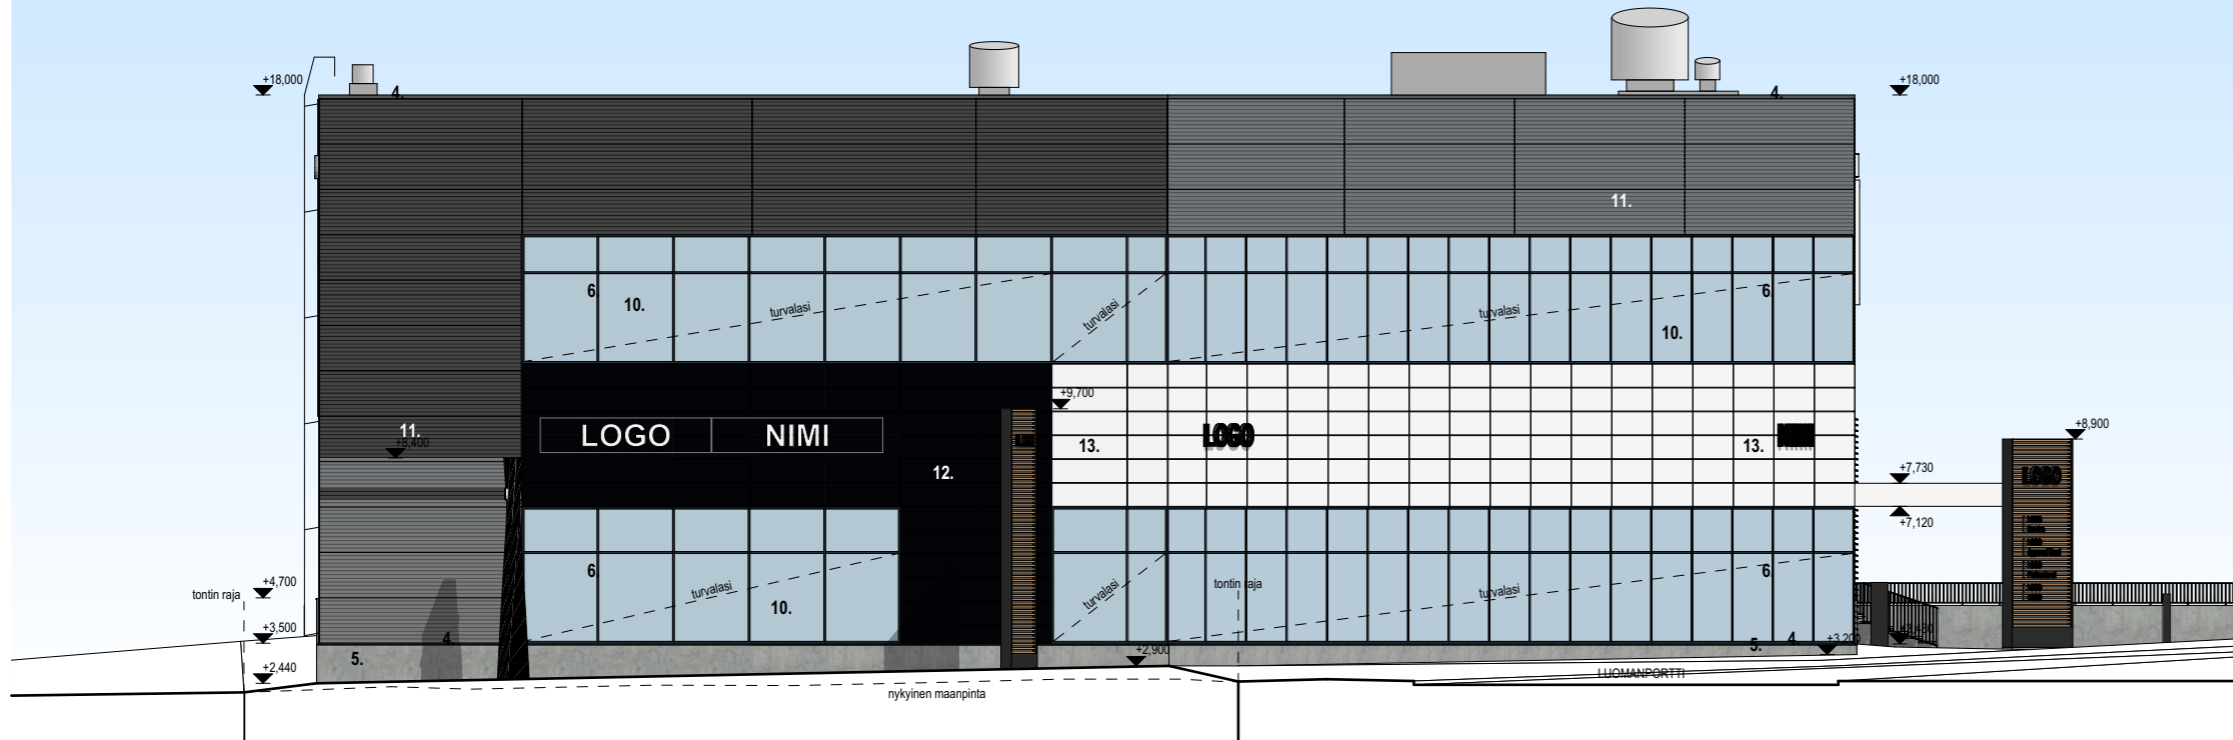 +18,000
4.
4.
+18,000
11.
6.
10.
turvalasi
turvalasi
turvalasi
6.
10.
+9,700
11.
+8,400
LOGO NIMI
12.
13.
LOGO
13.
NIMI
+8,900
+7,730
LOGO
+7,120
tontin raja
+4,700
6.
turvalasi
10.
turvalasi
tontin raja
turvalasi
6.
+3,500
4.
5.
+2,440
+2,900
5.
4.
+3,200
+3,430
LUOMANPORTTI
nykyinen maanpinta